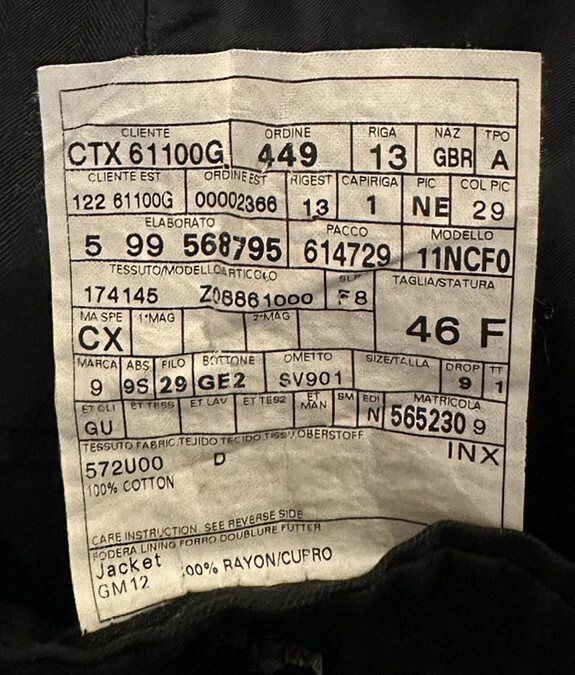 CLIENTE ORDINE RIGA NAZ TPO
CTX 61100G 449 13 GBR A
CLIENTE EST ORDINE EST RIGEST CAPIRIGA PIC COL PIC
122 61100G 00002366 13 1 NE 29
ELABORATO PACCO MODELLO
5 99 568795 614729 11NCF0
TESSUTO/MODELLO ARTICOLO TAGLIA/STATURA
174145 Z08861000 F8 46 F
MA SPE 1°MAG 2°MAG
CX
MARCA ABS FILO BOTTONE OMETTO SIZE/TALLA DROP TT
9 9S 29 GE2 SV901 9 1
ET OLI ET TESS ET LAV ET TES2 ET MAN SM EDI MATRICOLA
GU N 565230 9
TESSUTO FABRIC TEJIDO TECIDO TISSU OBERSTOFF INX
572U00 D
100% COTTON
CARE INSTRUCTION, SEE REVERSE SIDE
FODERA LINING FORRO DOUBLURE FUTTER
Jacket
GM12 100% RAYON/CUPRO